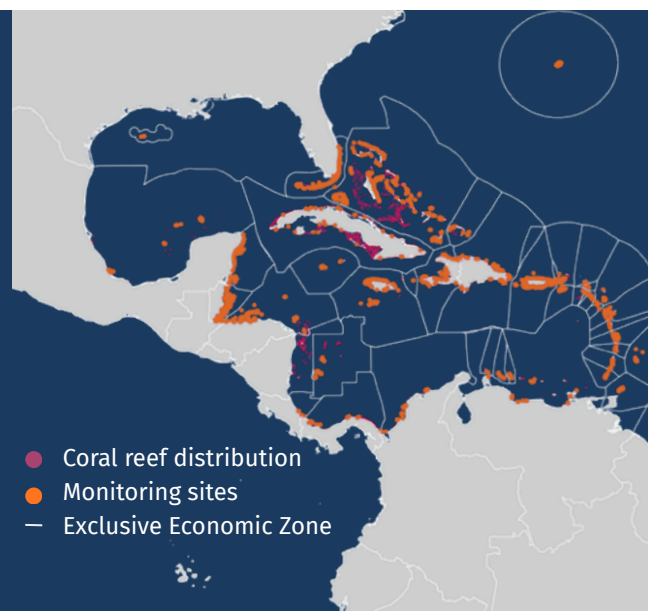 Coral reef distribution
Monitoring sites
Exclusive Economic Zone